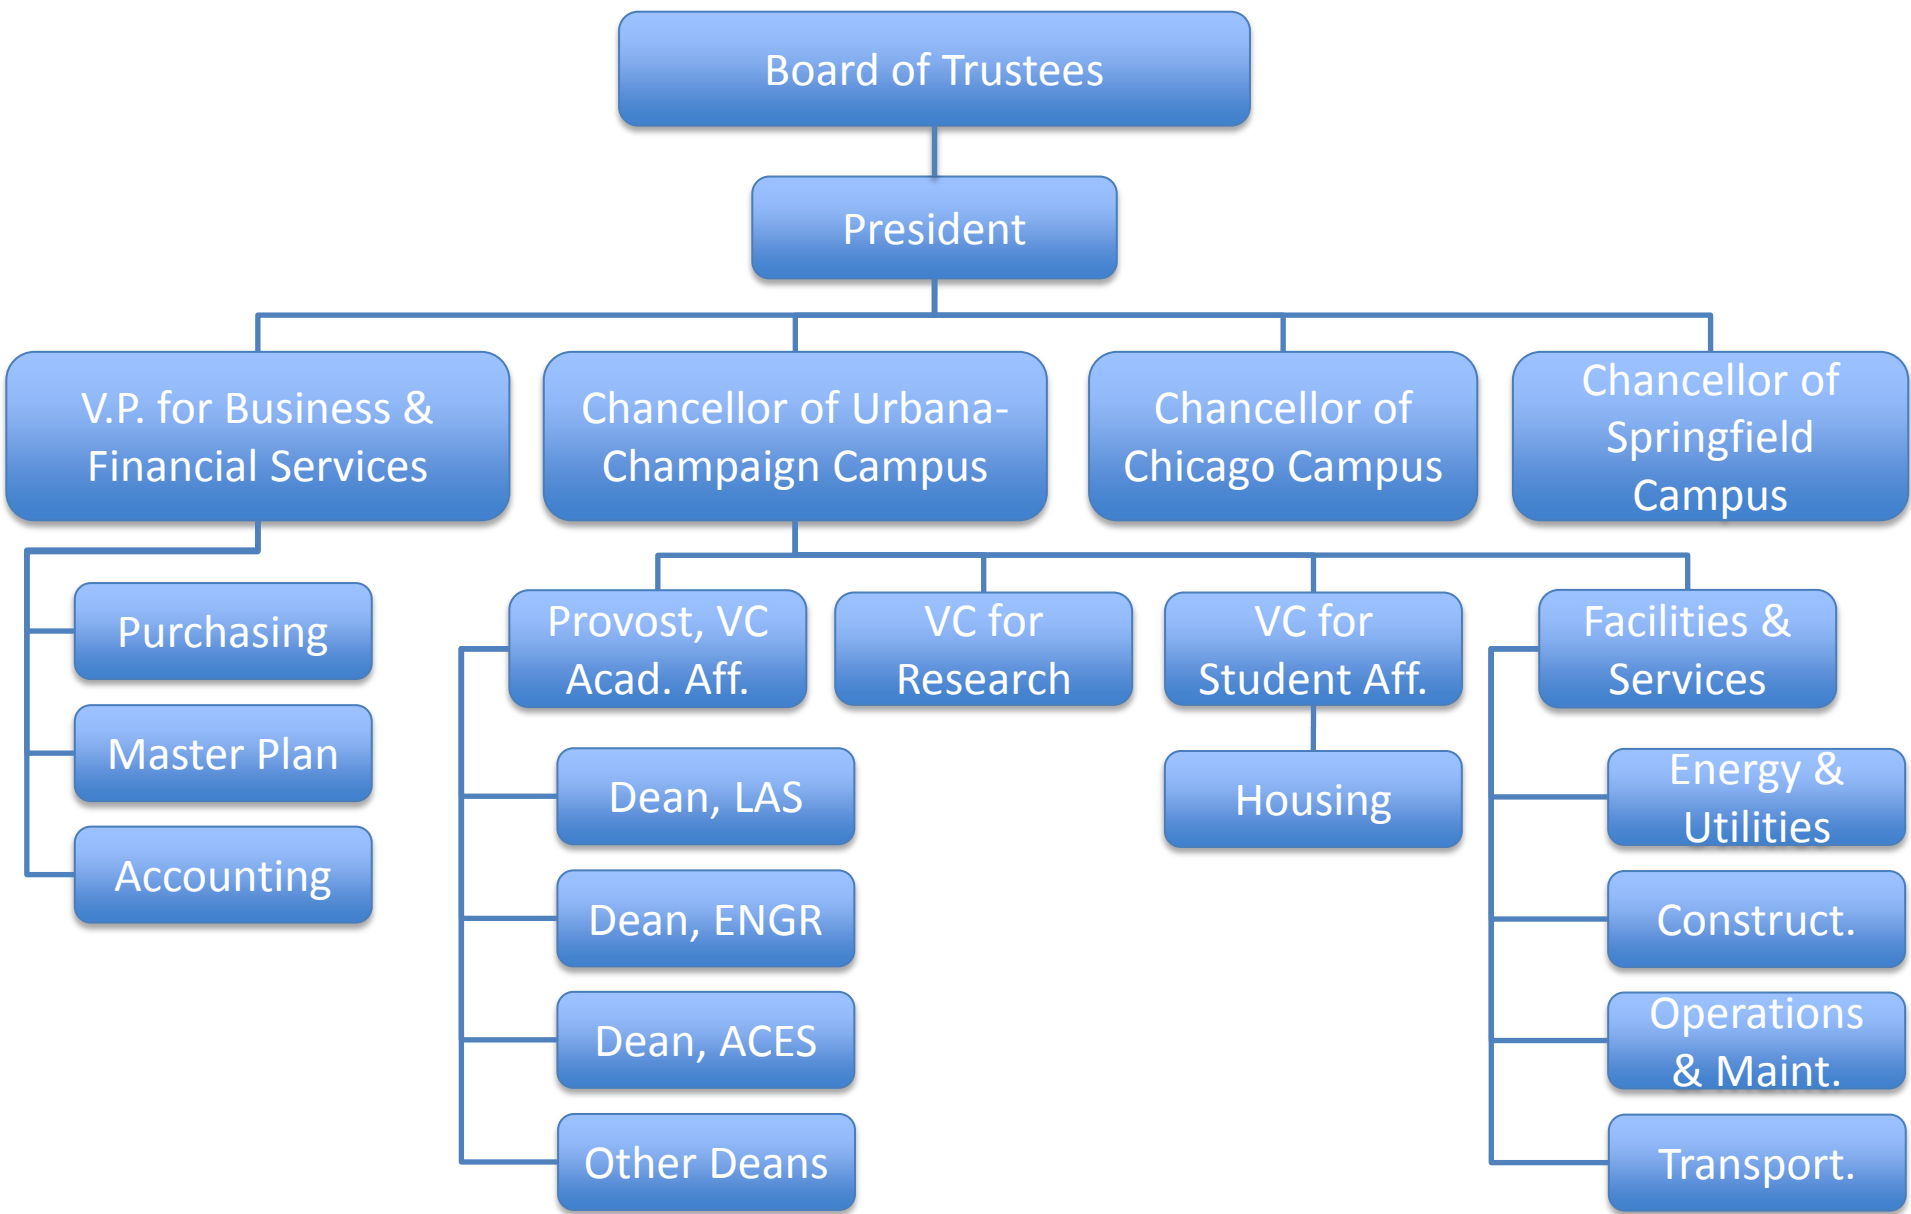 Board of Trustees
President
V.P. for Business &
Financial Services
Chancellor of Urbana-
Champaign Campus
Chancellor of
Chicago Campus
Chancellor of
Springfield
Campus
Purchasing
Master Plan
Accounting
Provost, VC
Acad. Aff.
Dean, LAS
Dean, ENGR
Dean, ACES
Other Deans
VC for
Research
VC for
Student Aff.
Housing
Facilities &
Services
Energy &
Utilities
Construct.
Operations
& Maint.
Transport.